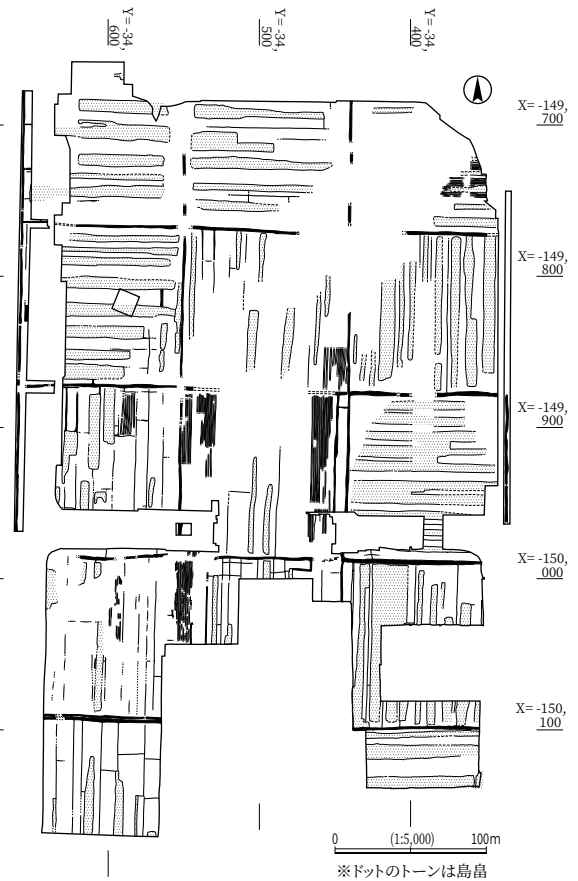 Y= -34,
600
Y= -34,
500
Y= -34,
400
X= -149,
700
X= -149,
800
X= -149,
900
X= -150,
000
X= -150,
100
0 (1:5,000) 100m
※ドットのトーンは島畠